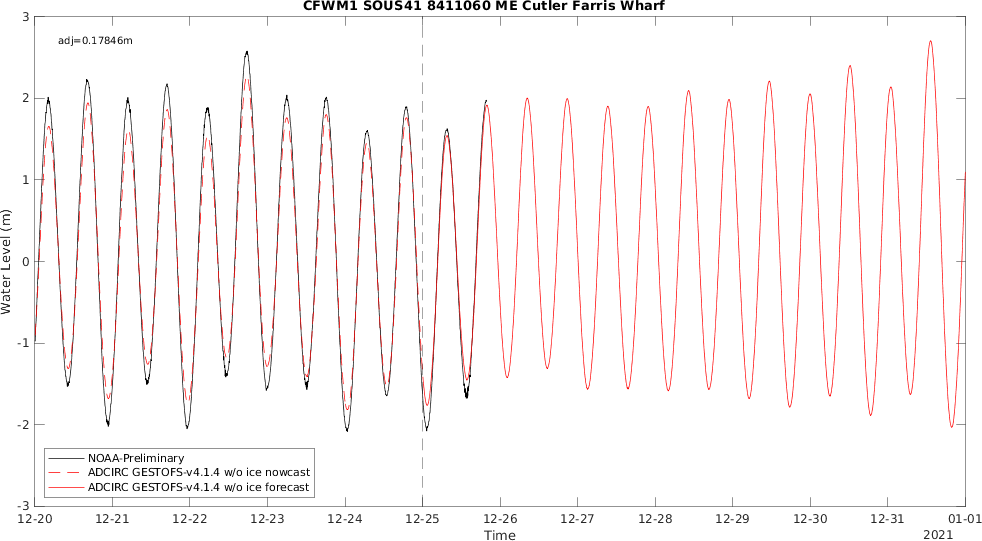 CFWM1 SOUS41 8411060 ME Cutler Farris Wharf
adj=0.17846m
3
2
1
0
-1
-2
-3
Water Level (m)
NOAA-Preliminary
ADCIRC GESTOFS-v4.1.4 w/o ice nowcast
ADCIRC GESTOFS-v4.1.4 w/o ice forecast
12-20 12-21 12-22 12-23 12-24 12-25 12-26 12-27 12-28 12-29 12-30 12-31 01-01
Time
2021